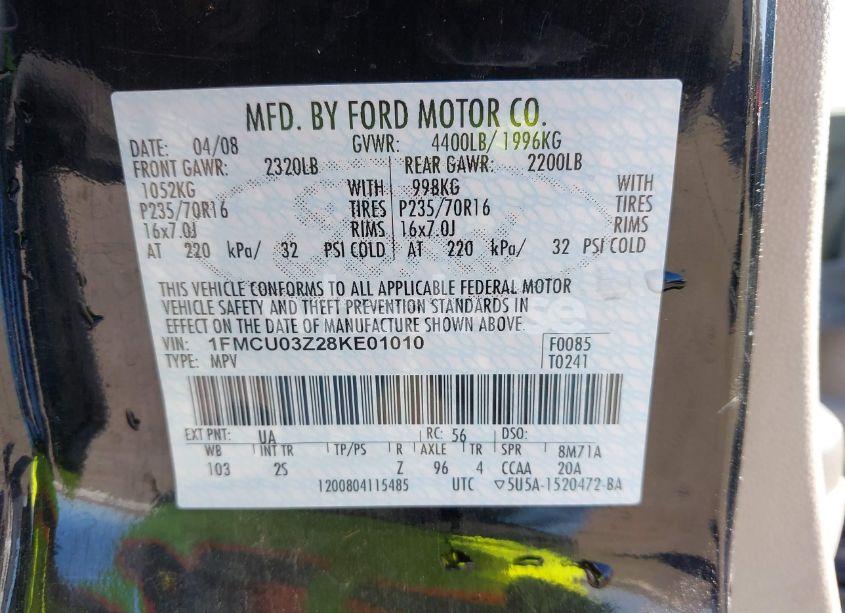 MFD. BY FORD MOTOR CO.
DATE: 04/08 GVWR: 4400LB/ 1996KG
FRONT GAWR: 2320LB REAR GAWR: 2200LB
1052KG WITH 998KG WITH
P235/70R16 TIRES P235/70R16 TIRES
16x7.0J RIMS 16x7.0J RIMS
AT 220 kPa/ 32 PSI COLD AT 220 kPa/ 32 PSI COLD
THIS VEHICLE CONFORMS TO ALL APPLICABLE FEDERAL MOTOR
VEHICLE SAFETY AND THEFT PREVENTION STANDARDS IN
EFFECT ON THE DATE OF MANUFACTURE SHOWN ABOVE.
VIN: 1FMCU03Z28KE01010 F0085
TYPE: MPV T0241
EXT PNT: UA RC: 56 DSO:
WB INT TR TP/PS R AXLE TR SPR 8M71A
103 2S Z 96 4 CCAA 20A
1200804115485 UTC ▽5U5A-1520472-BA